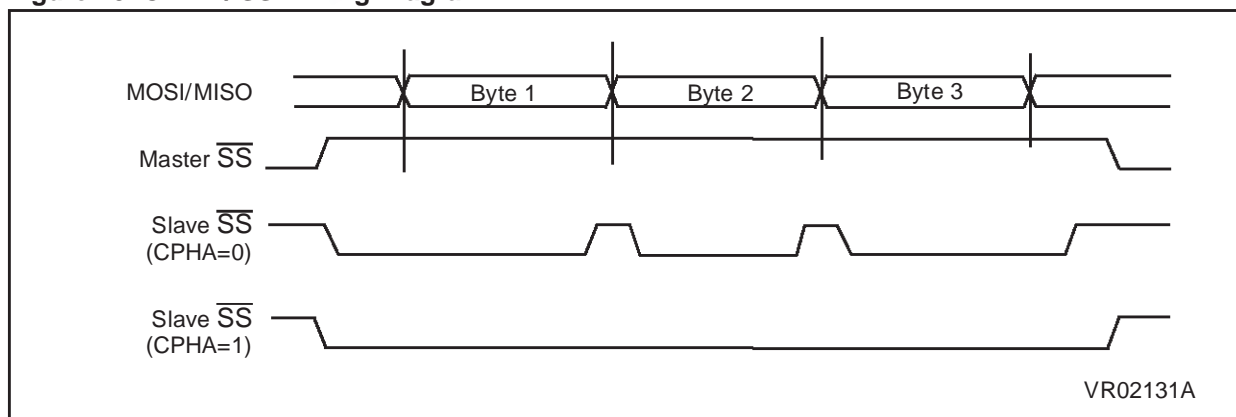 MOSI/MISO
Byte 1
Byte 2
Byte 3
Master SS
Slave SS
(CPHA=0)
Slave SS
(CPHA=1)
VR02131A